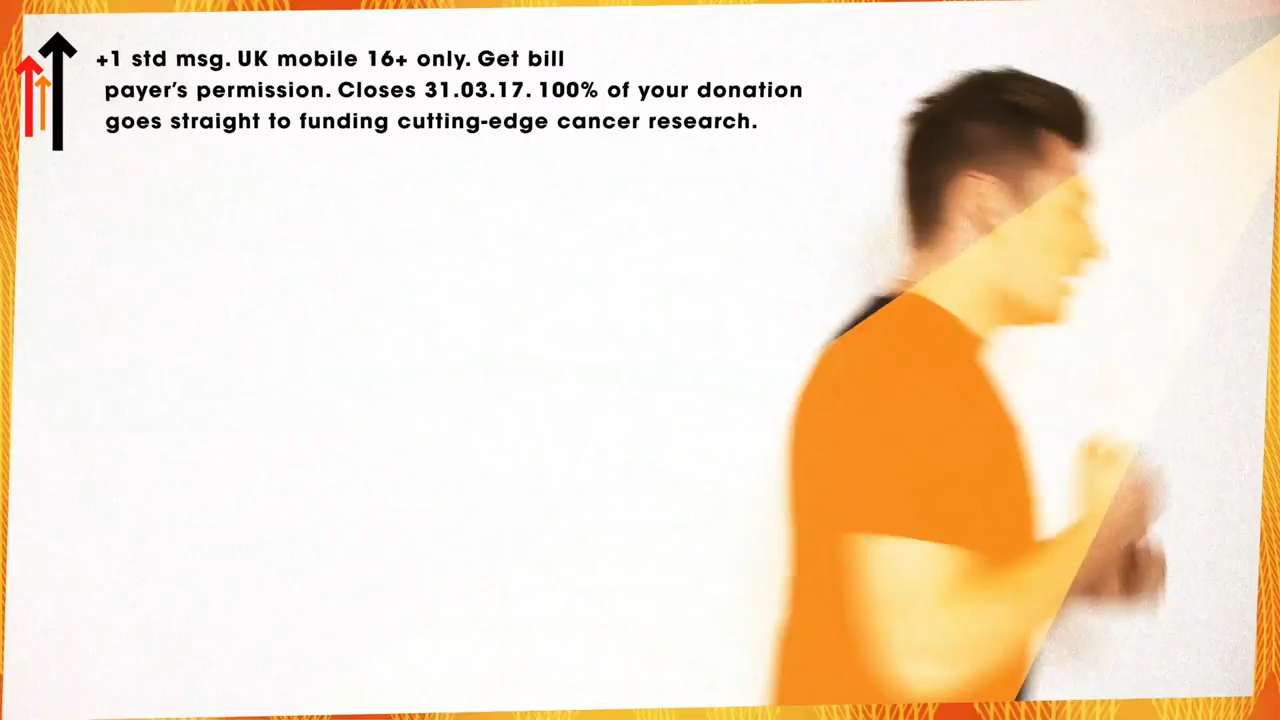 +1 std msg. UK mobile 16+ only. Get bill
payer's permission. Closes 31.03.17. 100% of your donation
goes straight to funding cutting-edge cancer research.